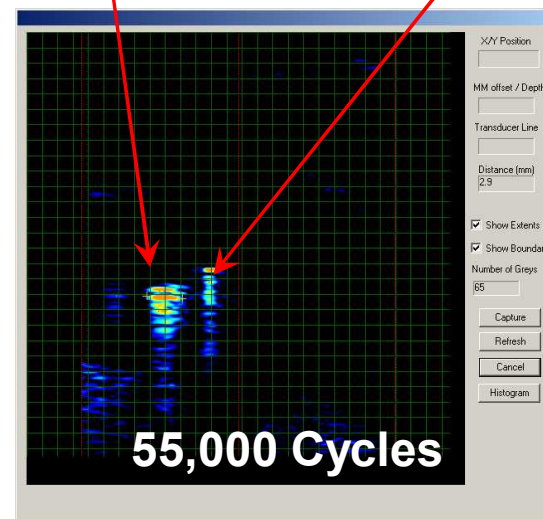 X/Y Position
MM offset / Depth
Transducer Line
Distance (mm)
2.9
Show Extents
Show Boundar
Number of Greys
65
Capture
Refresh
Cancel
Histogram
55,000 Cycles